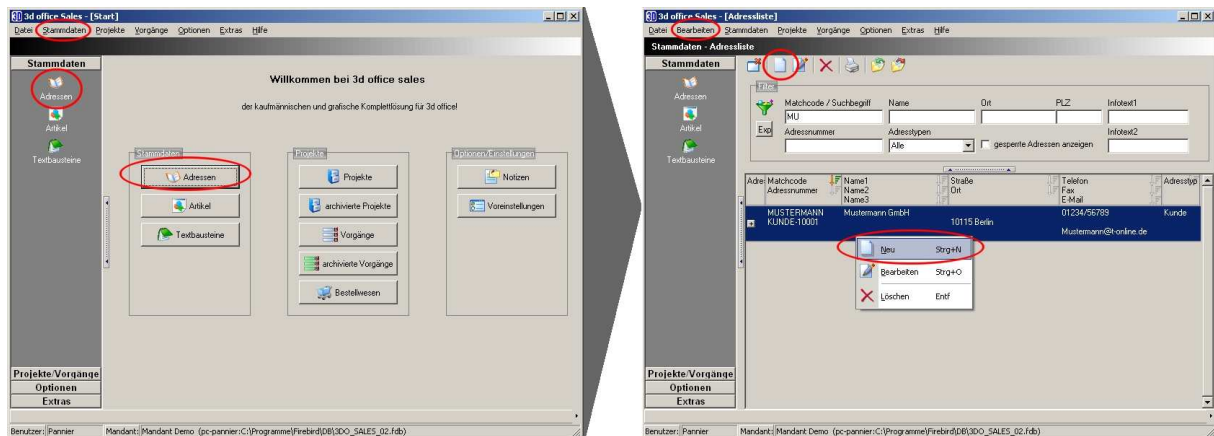 3d office Sales - [Start]
Datei Stammdaten Projekte Vorgänge Optionen Extras Hilfe
Stammdaten
Adressen
Artikel
Textbausteine
Projekte/Vorgänge
Optionen
Extras
Willkommen bei 3d office sales
der kaufmännischen und grafische Komplettlösung für 3d office!
Stammdaten
Adressen
Artikel
Textbausteine
Projekte
Projekte
archivierte Projekte
Vorgänge
archivierte Vorgänge
Bestellwesen
Optionen/Einstellungen
Notizen
Voreinstellungen
Benutzer: Pannier Mandant: Mandant Demo (pc-pannier:C:\Programme\Firebird\DB\3DO_SALES_02.fdb)
3d office Sales - [Adressliste]
Datei Bearbeiten Stammdaten Projekte Vorgänge Optionen Extras Hilfe
Stammdaten - Adressliste
Stammdaten
Adressen
Artikel
Textbausteine
Projekte/Vorgänge
Optionen
Extras
Filter
Matchcode / Suchbegriff Name Ort PLZ Infotext1
MU
Exp Adressnummer Adresstypen Infotext2
Alle gesperrte Adressen anzeigen
Adre Matchcode Name1 Straße Telefon Adresstyp
Adressnummer Name2 Ort Fax
Name3 E-Mail
MUSTERMANN Mustermann GmbH 01234/56789 Kunde
KUNDE-10001 10115 Berlin
Mustermann@t-online.de
Neu Strg+N
Bearbeiten Strg+O
Löschen Entf
Benutzer: Pannier Mandant: Mandant Demo (pc-pannier:C:\Programme\Firebird\DB\3DO_SALES_02.fdb)